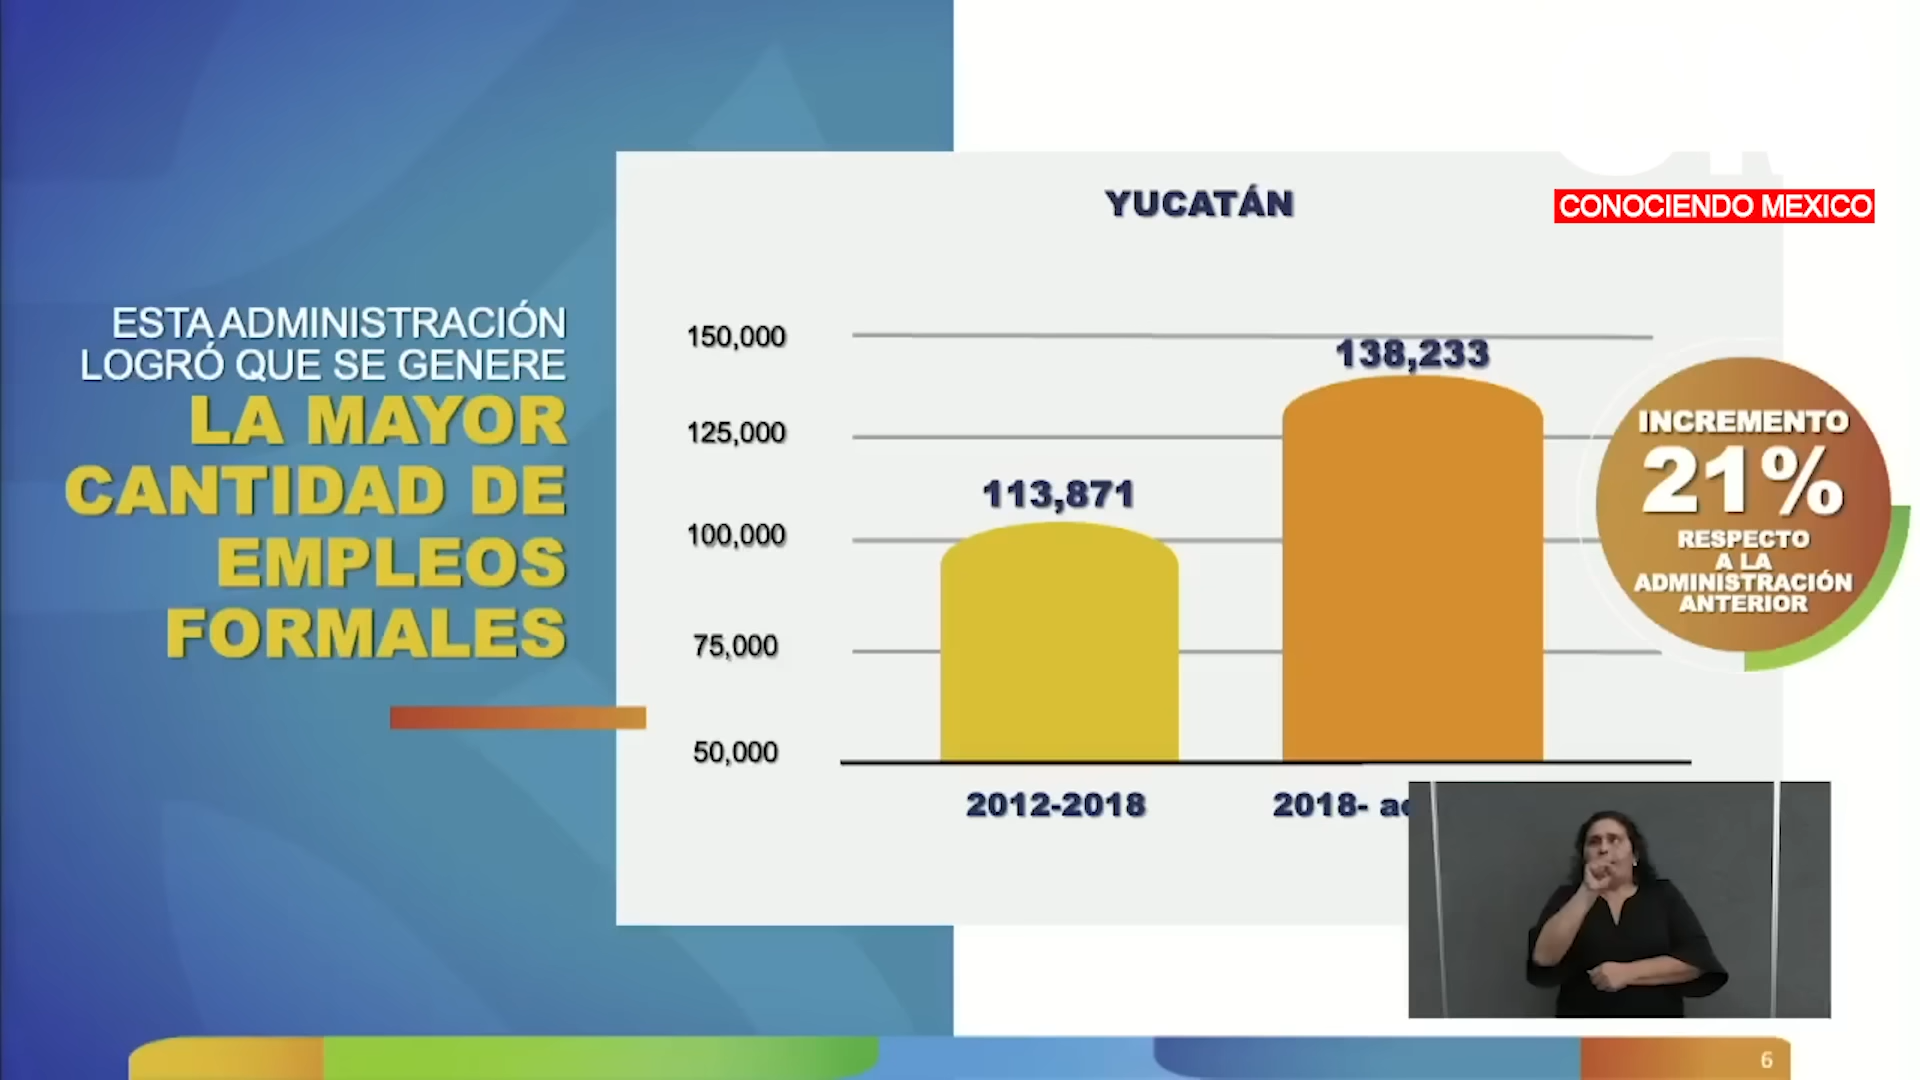 ESTA ADMINISTRACIÓN
LOGRÓ QUE SE GENERE
LA MAYOR
CANTIDAD DE
EMPLEOS
FORMALES
YUCATÁN
CONOCIENDO MEXICO
150,000
125,000
100,000
75,000
50,000
113,871
138,233
2012-2018
2018-
INCREMENTO
21%
RESPECTO
A LA
ADMINISTRACIÓN
ANTERIOR
6